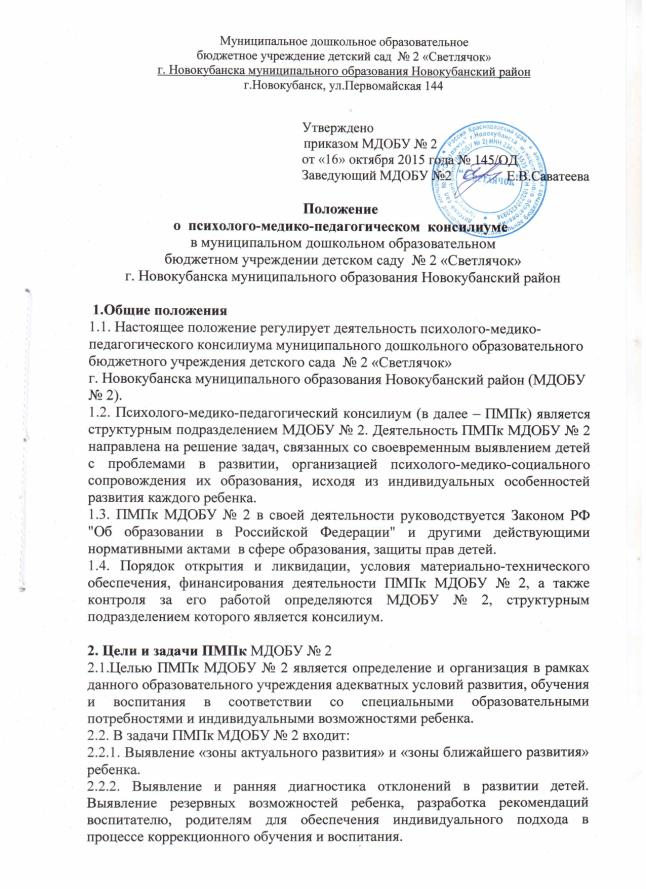 Муниципальное дошкольное образовательное
бюджетное учреждение детский сад № 2 «Светлячок»
г. Новокубанска муниципального образования Новокубанский район
г.Новокубанск, ул.Первомайская 144
Утверждено
приказом МДОБУ № 2
от «16» октября 2015 года № 145/ОД
Заведующий МДОБУ №2 Е.В.Саватеева
Положение
о психолого-медико-педагогическом консилиуме
в муниципальном дошкольном образовательном
бюджетном учреждении детском саду № 2 «Светлячок»
г. Новокубанска муниципального образования Новокубанский район
1.Общие положения
1.1. Настоящее положение регулирует деятельность психолого-медико-
педагогического консилиума муниципального дошкольного образовательного
бюджетного учреждения детского сада № 2 «Светлячок»
г. Новокубанска муниципального образования Новокубанский район (МДОБУ
№ 2).
1.2. Психолого-медико-педагогический консилиум (в далее – ПМПк) является
структурным подразделением МДОБУ № 2. Деятельность ПМПк МДОБУ № 2
направлена на решение задач, связанных со своевременным выявлением детей
с проблемами в развитии, организацией психолого-медико-социального
сопровождения их образования, исходя из индивидуальных особенностей
развития каждого ребенка.
1.3. ПМПк МДОБУ № 2 в своей деятельности руководствуется Законом РФ
"Об образовании в Российской Федерации" и другими действующими
нормативными актами в сфере образования, защиты прав детей.
1.4. Порядок открытия и ликвидации, условия материально-технического
обеспечения, финансирования деятельности ПМПк МДОБУ № 2, а также
контроля за его работой определяются МДОБУ № 2, структурным
подразделением которого является консилиум.
2. Цели и задачи ПМПк МДОБУ № 2
2.1.Целью ПМПк МДОБУ № 2 является определение и организация в рамках
данного образовательного учреждения адекватных условий развития, обучения
и воспитания в соответствии со специальными образовательными
потребностями и индивидуальными возможностями ребенка.
2.2. В задачи ПМПк МДОБУ № 2 входит:
2.2.1. Выявление «зоны актуального развития» и «зоны ближайшего развития»
ребенка.
2.2.2. Выявление и ранняя диагностика отклонений в развитии детей.
Выявление резервных возможностей ребенка, разработка рекомендаций
воспитателю, родителям для обеспечения индивидуального подхода в
процессе коррекционного обучения и воспитания.